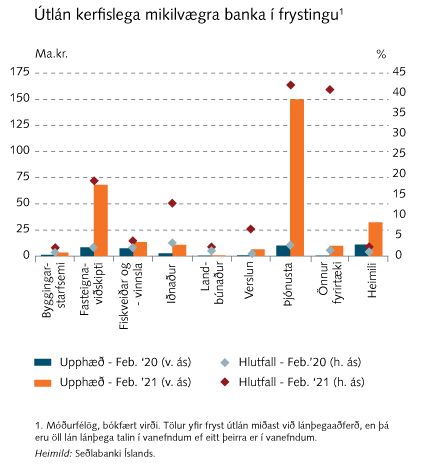 Útlán kerfislega mikilvægra banka í frystingu¹
Ma.kr.
%
175
150
125
100
75
50
25
0
45
40
35
30
25
20
15
10
5
0
Byggingar-
starfsemi
Fasteigna-
viðskipti
Fiskveiðar og
- vinnsla
Iðnaður
Land-
búnaður
Verslun
Þjónusta
Önnur
fyrirtæki
Heimili
Upphæð - Feb. ‘20 (v. ás)
Hlutfall - Feb.’20 (h. ás)
Upphæð - Feb. ’21 (v. ás)
Hlutfall - Feb. ‘21 (h. ás)
1. Móðurfélög, bókfært virði. Tölur yfir fryst útlán miðast við lánþegaaðferð, en þá
eru öll lán lánþega talin í vanefndum ef eitt þeirra er í vanefndum.
Heimild: Seðlabanki Íslands.